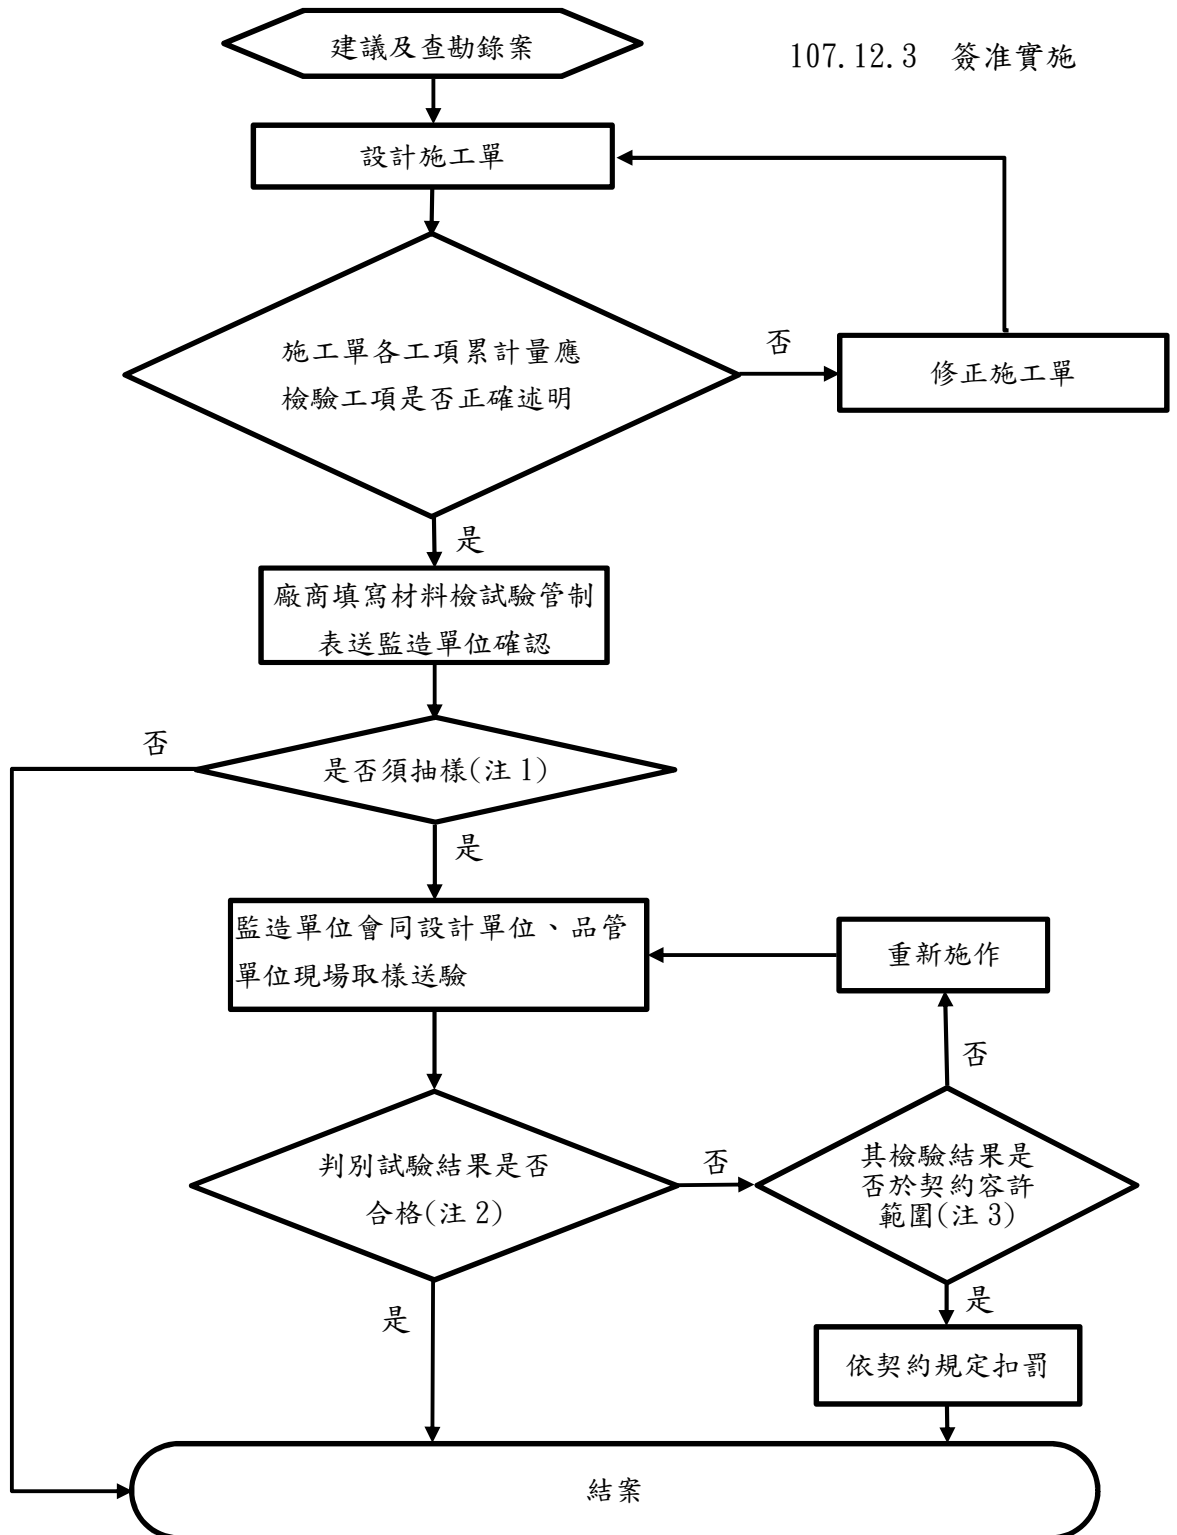 建議及查勘錄案
107.12.3 簽准實施
設計施工單
施工單各工項累計量應
檢驗工項是否正確述明
否
修正施工單
是
廠商填寫材料檢試驗管制
表送監造單位確認
否
是否須抽樣(注1)
是
監造單位會同設計單位、品管
單位現場取樣送驗
重新施作
否
判別試驗結果是否
合格(注2)
否
其檢驗結果是
否於契約容許
範圍(注3)
是
是
依契約規定扣罰
結案